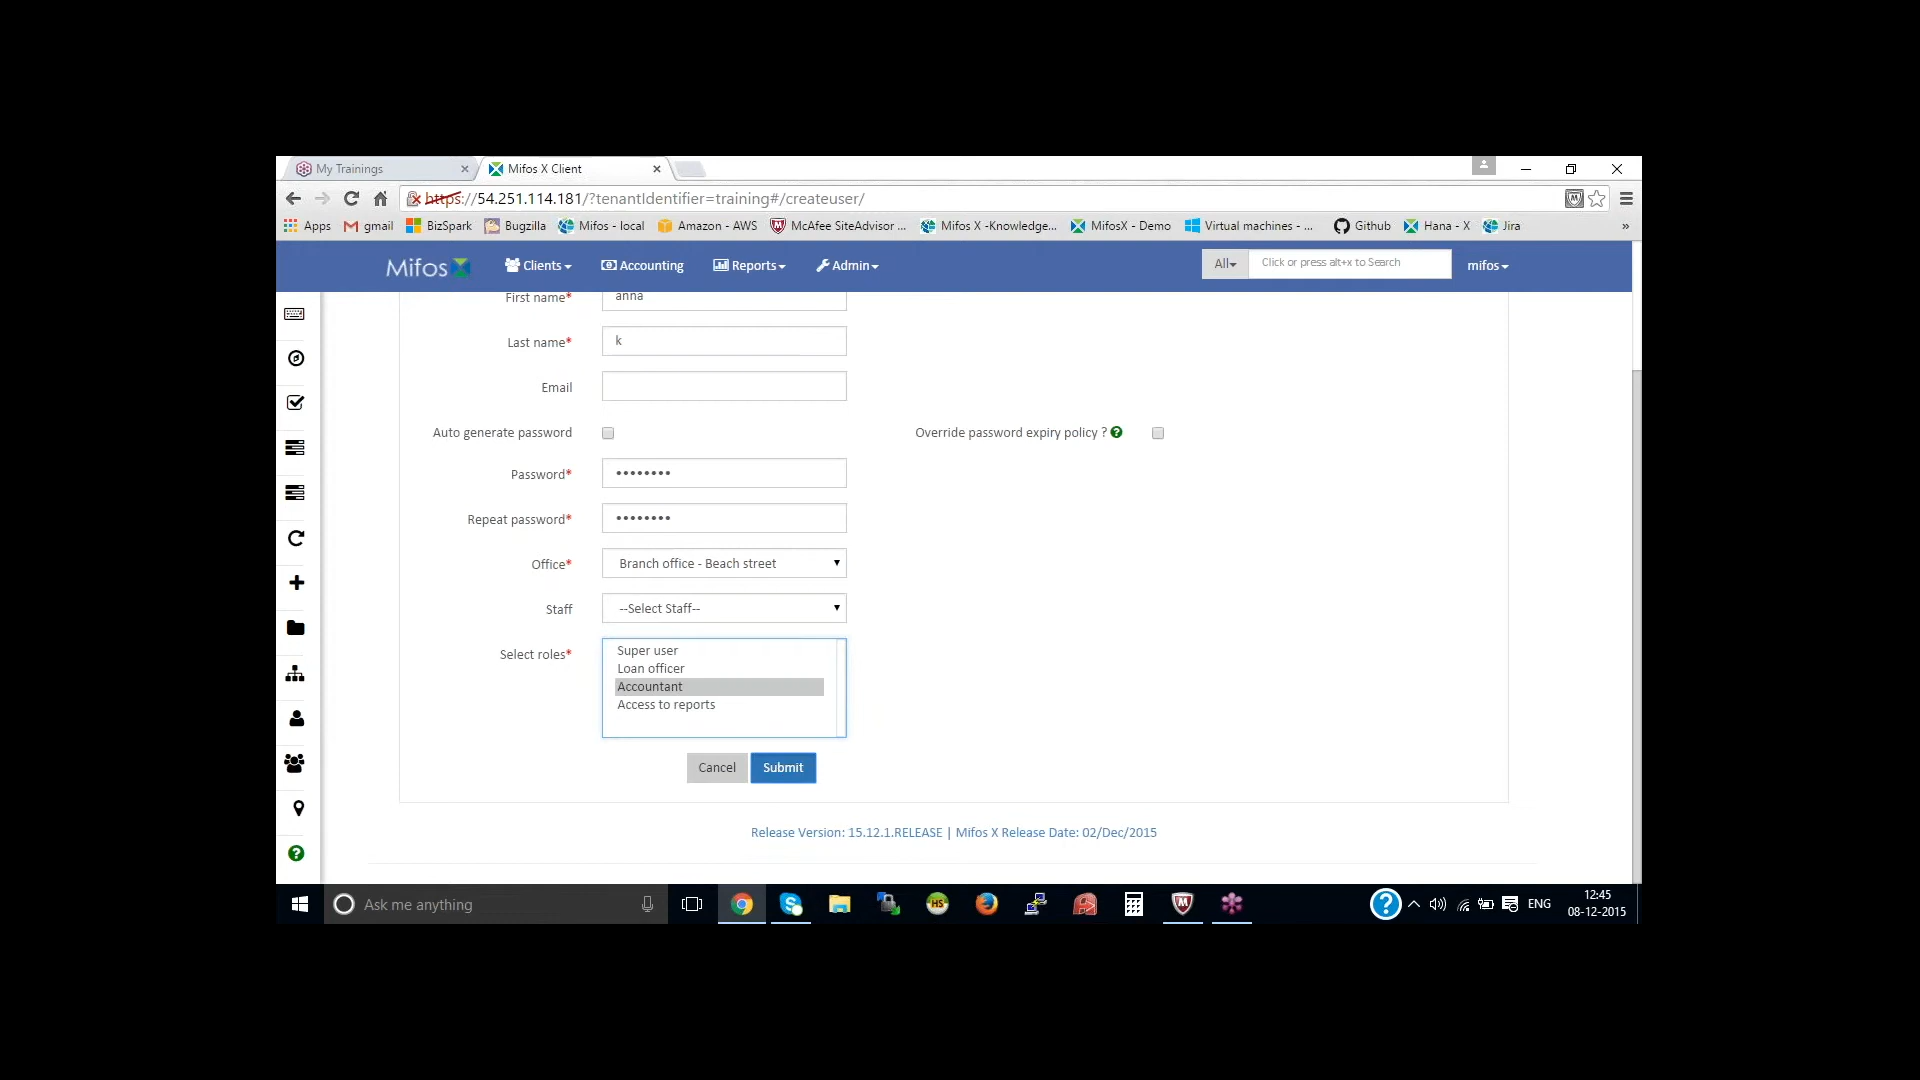 My Trainings
Mifos X Client
https://54.251.114.181/?tenantIdentifier=training#/createuser/
Apps gmail BizSpark Bugzilla Mifos - local Amazon - AWS McAfee SiteAdvisor ... Mifos X -Knowledge... MifosX - Demo Virtual machines - ... Github Hana - X Jira »
Mifos Clients Accounting Reports Admin All Click or press alt+x to Search mifos
First name* anna
Last name* k
Email
Auto generate password Override password expiry policy ?
Password* ••••••••
Repeat password* ••••••••
Office* Branch office - Beach street
Staff --Select Staff--
Select roles* Super user
Loan officer
Accountant
Access to reports
Cancel Submit
Release Version: 15.12.1.RELEASE | Mifos X Release Date: 02/Dec/2015
Ask me anything
HS
ENG
12:45
08-12-2015